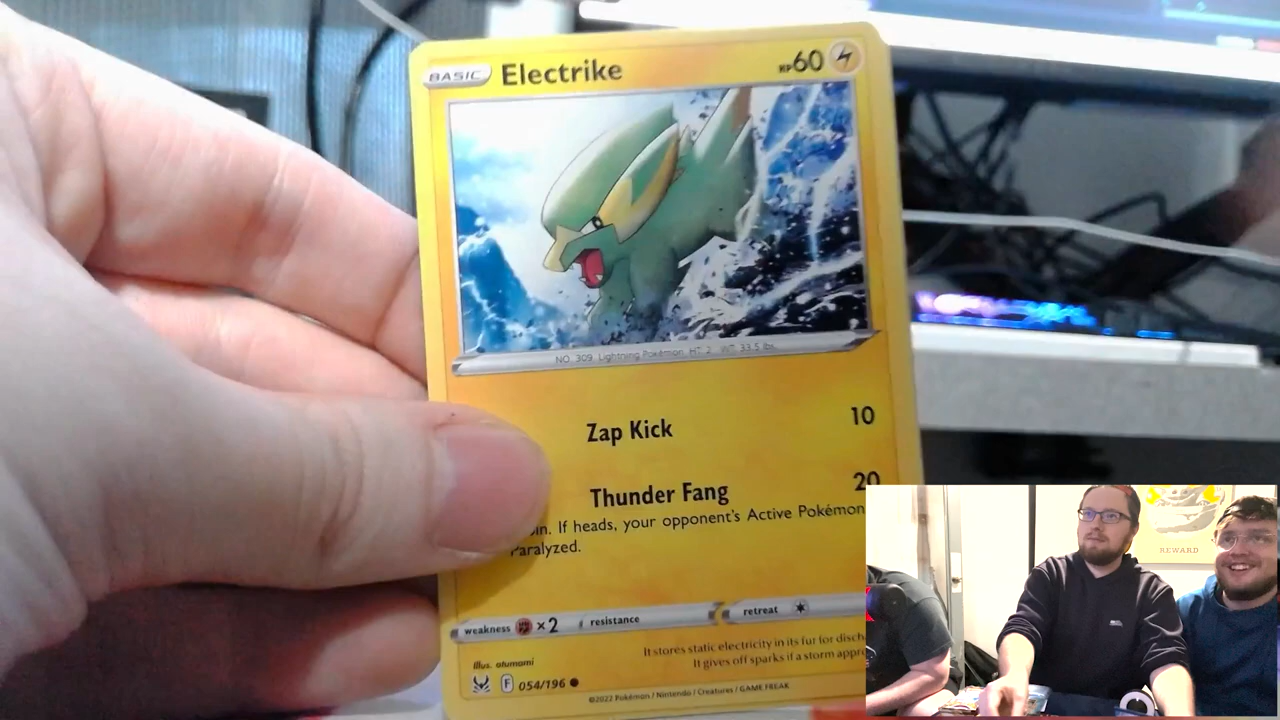 BASIC Electrike HP60
NO. 309 Lightning Pokémon HT: 2' WT: 33.5 lbs.
Zap Kick 10
Thunder Fang 20
in. If heads, your opponent's Active Pokémon
Paralyzed.
weakness ×2 resistance retreat
Illus. otumami
It stores static electricity in its fur for disch
It gives off sparks if a storm appro
F 054/196
©2022 Pokémon / Nintendo / Creatures / GAME FREAK
REWARD